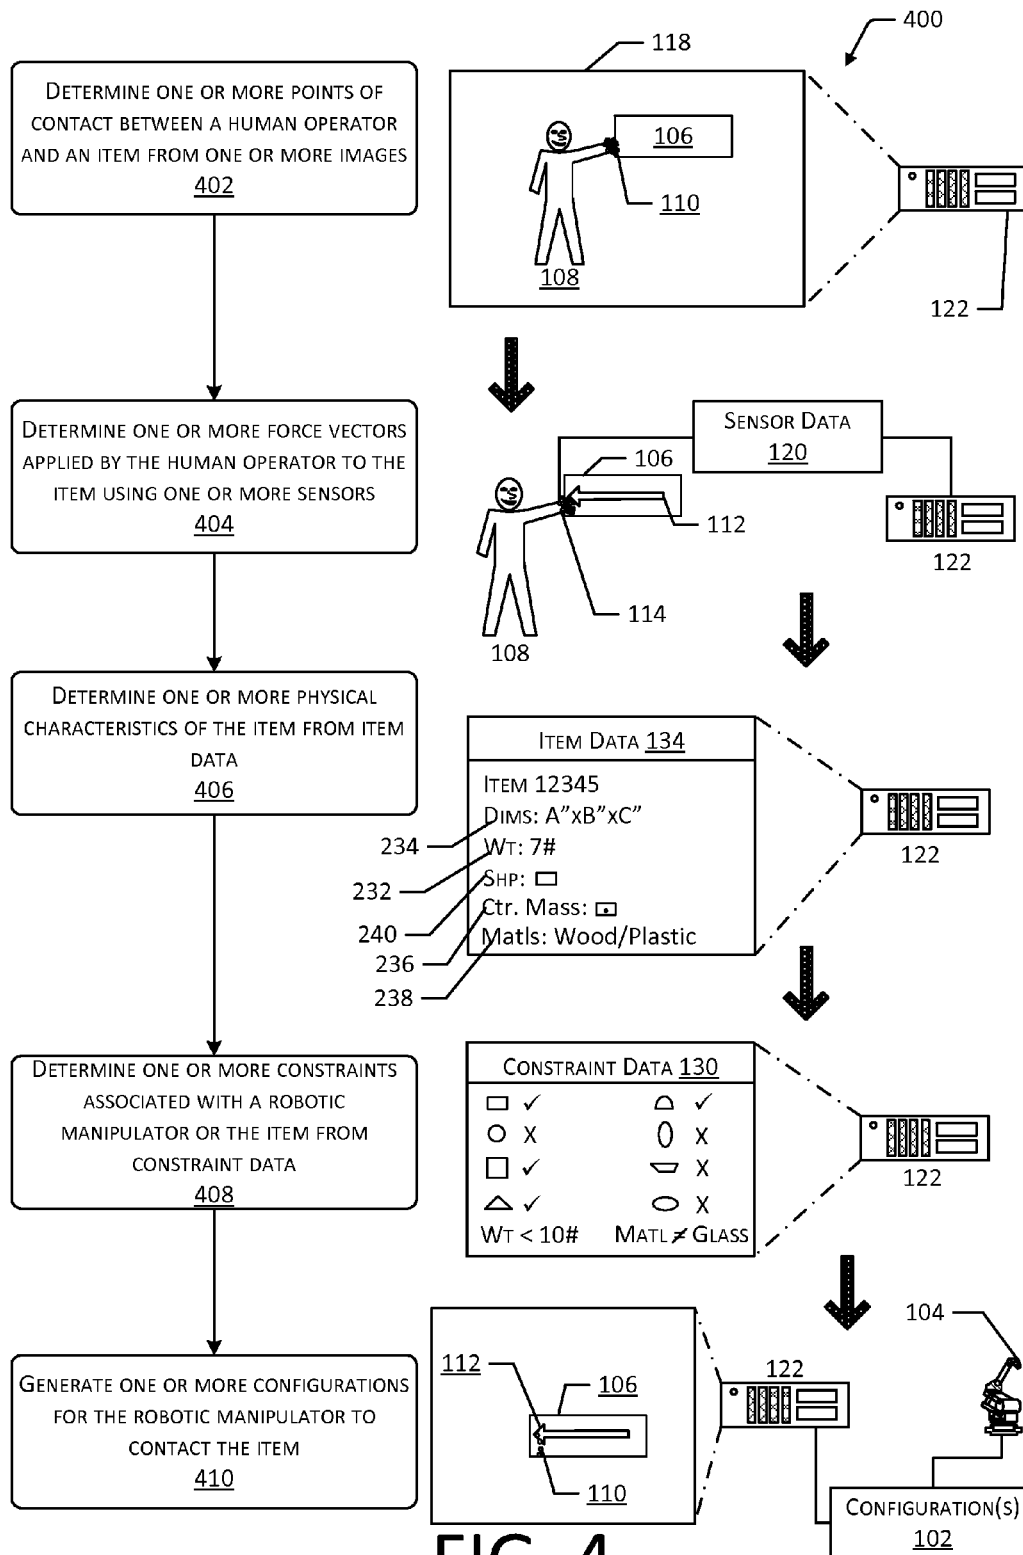 400
118
DETERMINE ONE OR MORE POINTS OF
CONTACT BETWEEN A HUMAN OPERATOR
AND AN ITEM FROM ONE OR MORE IMAGES
402
106
110
108
122
DETERMINE ONE OR MORE FORCE VECTORS
APPLIED BY THE HUMAN OPERATOR TO THE
ITEM USING ONE OR MORE SENSORS
404
SENSOR DATA
120
106
112
122
114
108
DETERMINE ONE OR MORE PHYSICAL
CHARACTERISTICS OF THE ITEM FROM ITEM
DATA
406
ITEM DATA 134
ITEM 12345
DIMS: A”XB”XC”
WT: 7#
SHP:
Ctr. Mass:
Matls: Wood/Plastic
234
232
240
236
238
122
DETERMINE ONE OR MORE CONSTRAINTS
ASSOCIATED WITH A ROBOTIC
MANIPULATOR OR THE ITEM FROM
CONSTRAINT DATA
408
CONSTRAINT DATA 130
✓ ✓
X X
✓ X
✓ X
WT < 10# MATL ≠ GLASS
122
GENERATE ONE OR MORE CONFIGURATIONS
FOR THE ROBOTIC MANIPULATOR TO
CONTACT THE ITEM
410
112
106
110
122
104
CONFIGURATION(S)
102
FIG. 4